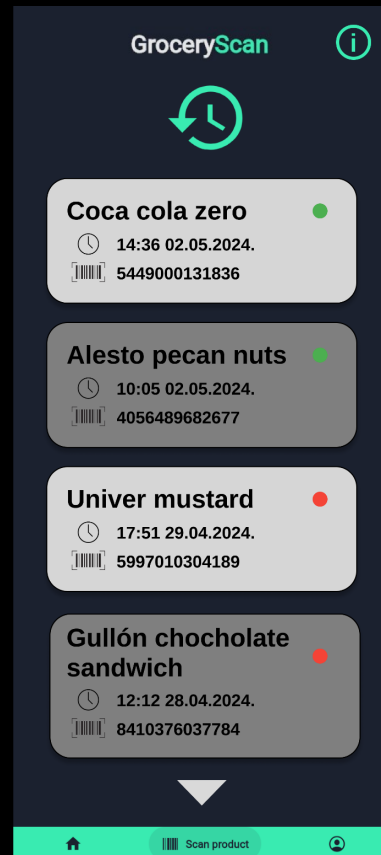 GroceryScan
Coca cola zero
14:36 02.05.2024.
5449000131836
Alesto pecan nuts
10:05 02.05.2024.
4056489682677
Univer mustard
17:51 29.04.2024.
5997010304189
Gullón chocholate
sandwich
12:12 28.04.2024.
8410376037784
Scan product